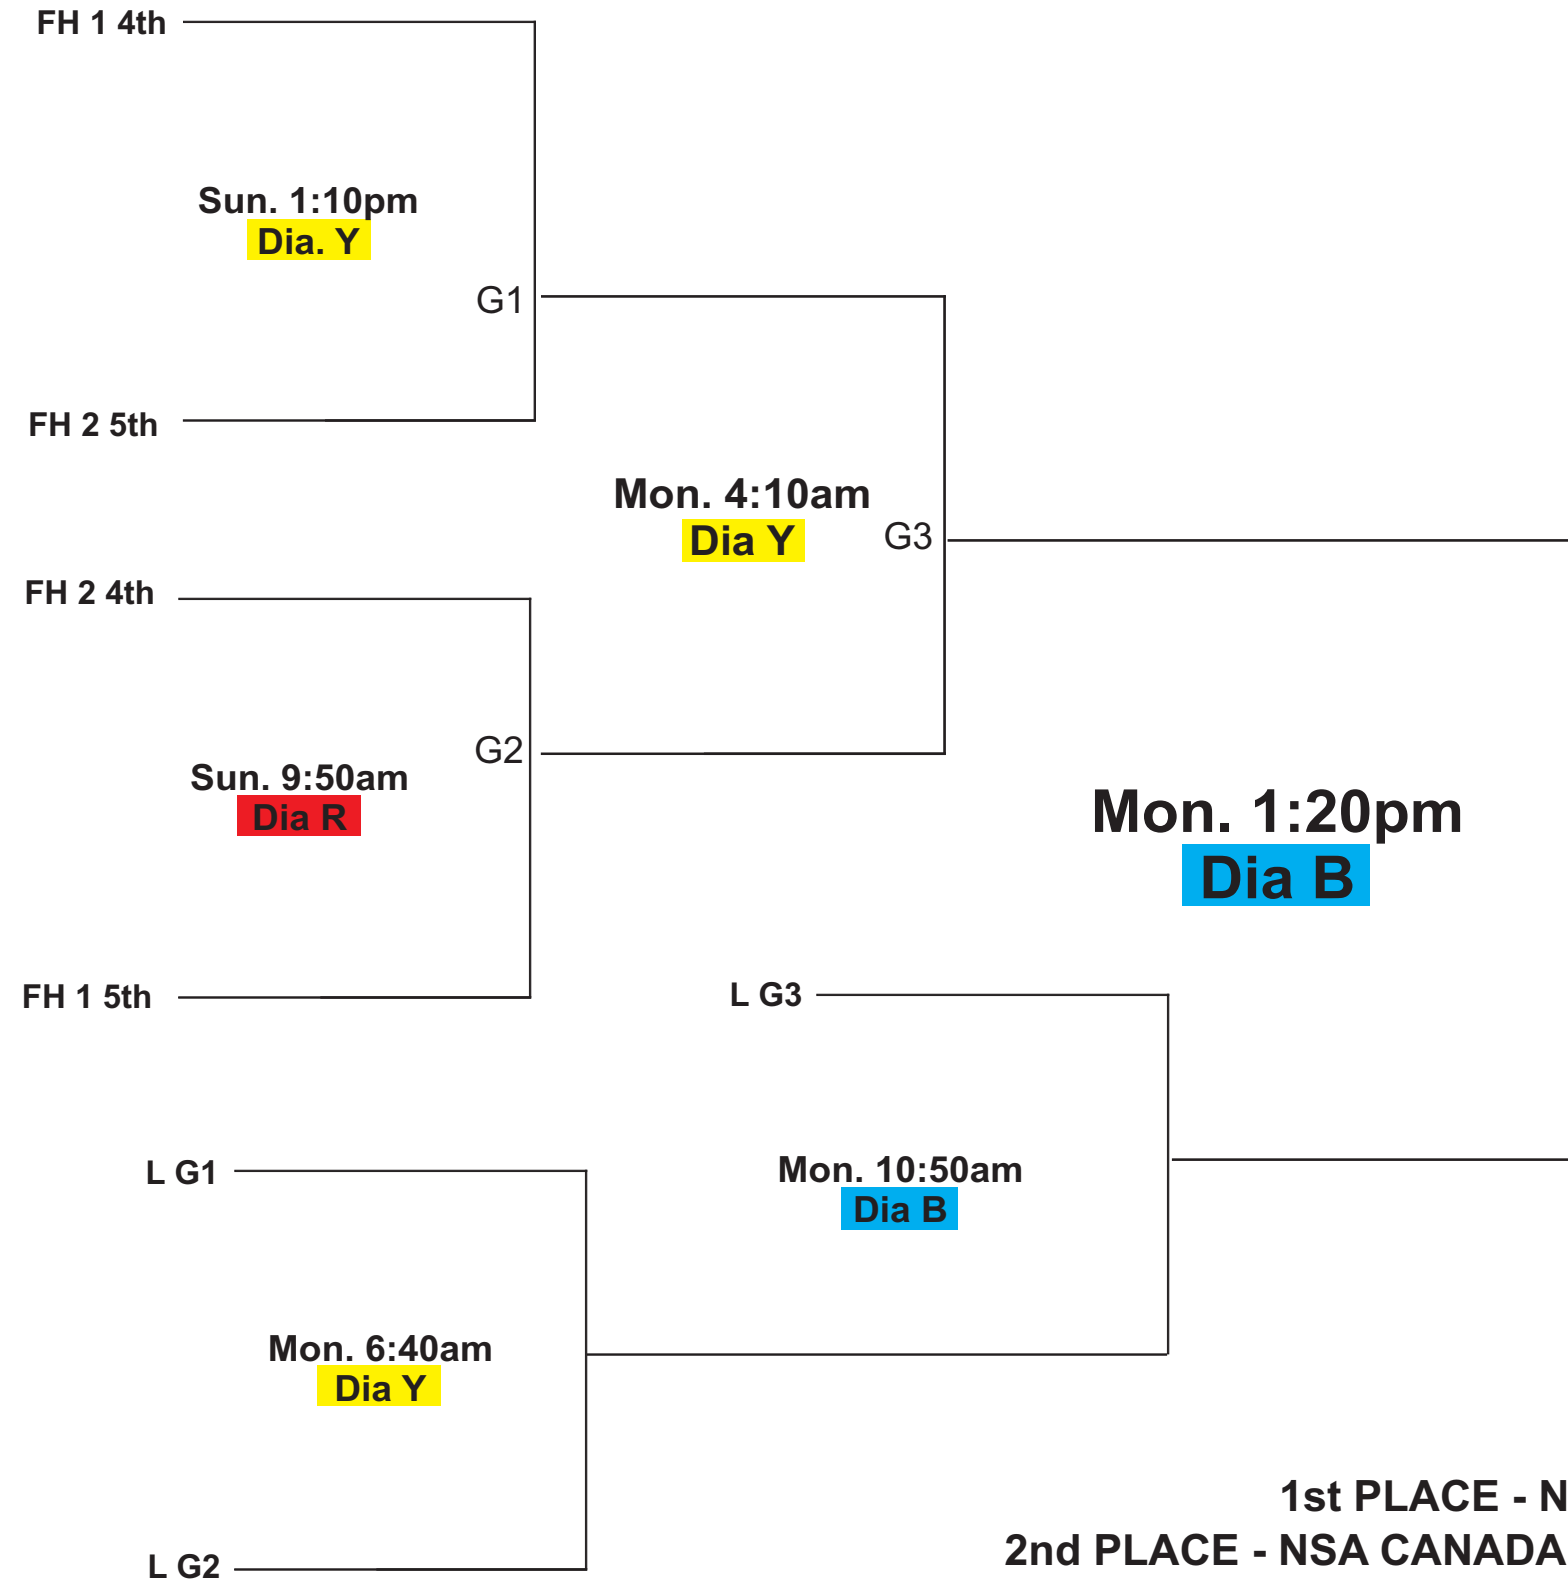 FH 1 4th
Sun. 1:10pm
Dia. Y
G1
FH 2 5th
Mon. 4:10am
Dia Y
G3
FH 2 4th
G2
Sun. 9:50am
Dia R
Mon. 1:20pm
Dia B
FH 1 5th
L G3
L G1
Mon. 10:50am
Dia B
Mon. 6:40am
Dia Y
1st PLACE - N
2nd PLACE - NSA CANADA
L G2